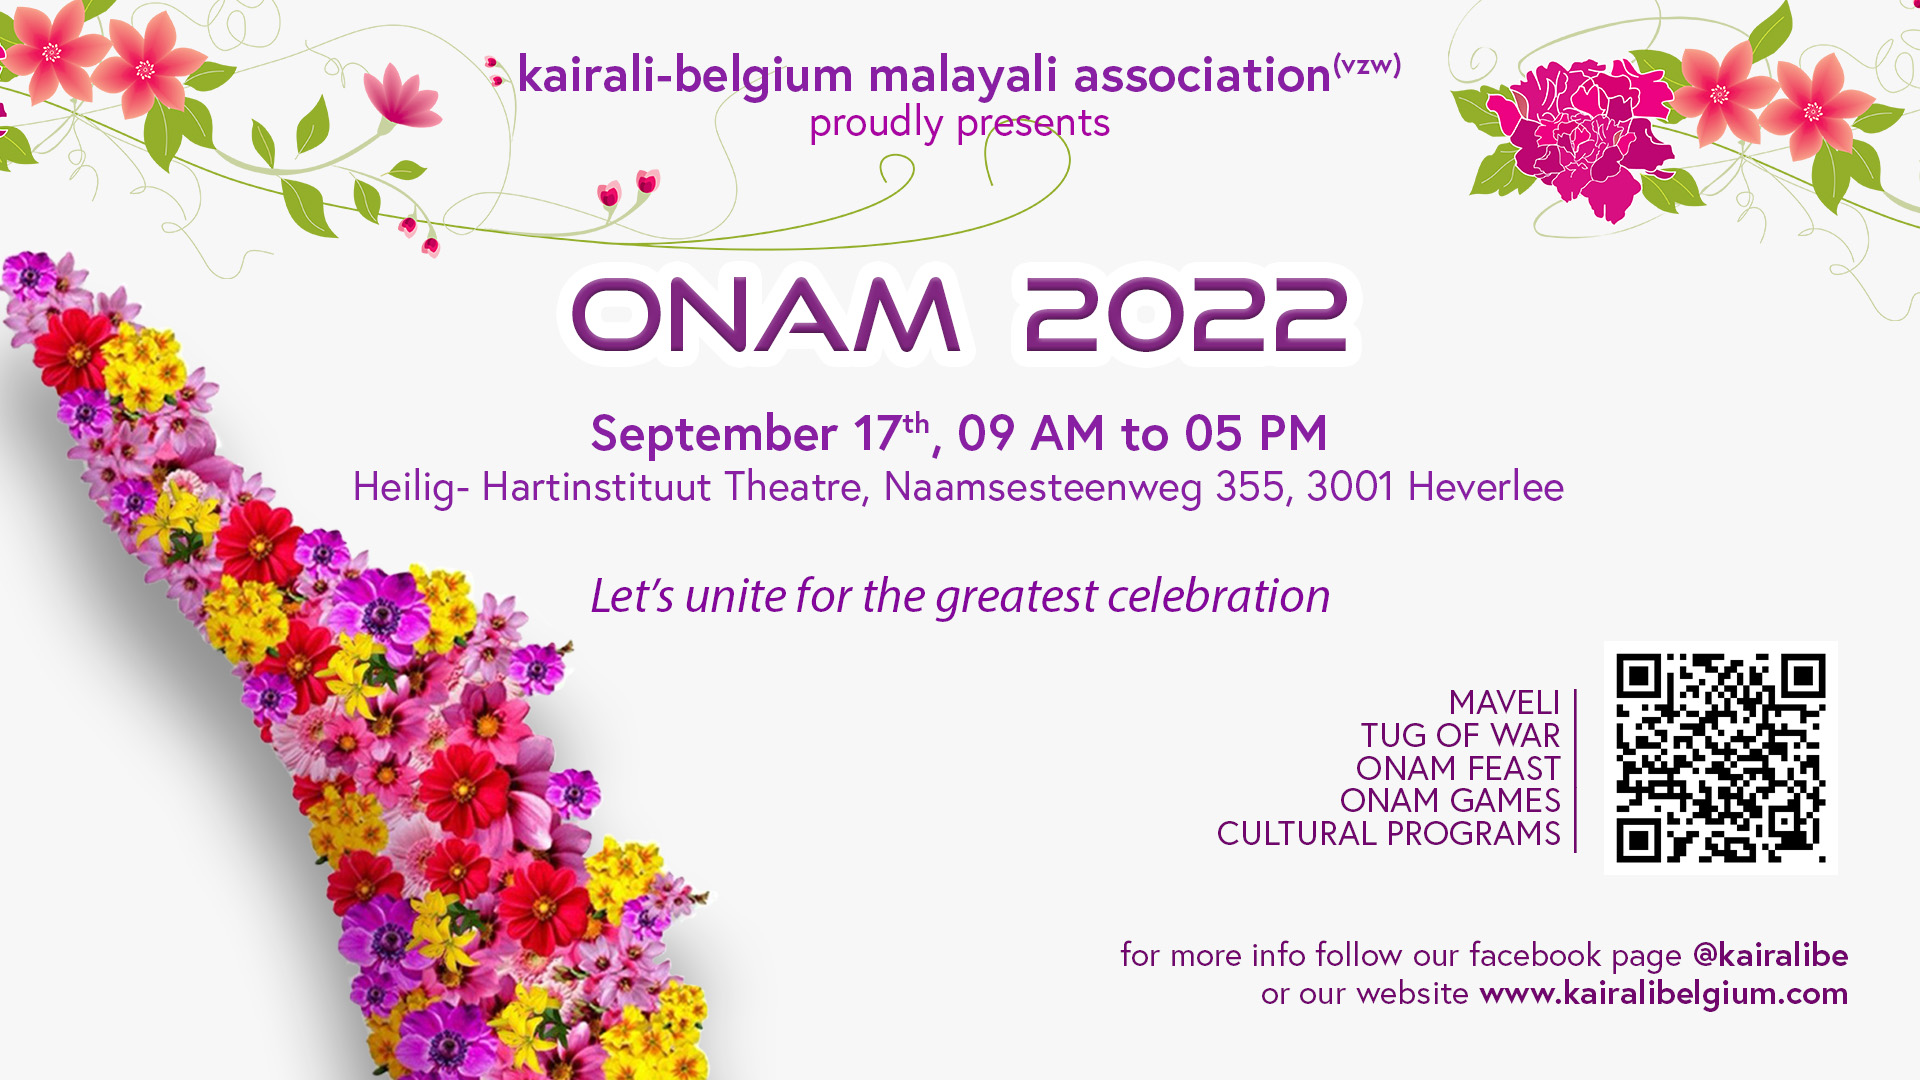 kairali-belgium malayali association(vzw)
proudly presents
ONAM 2022
September 17th, 09 AM to 05 PM
Heilig- Hartinstituut Theatre, Naamsesteenweg 355, 3001 Heverlee
Let's unite for the greatest celebration
MAVELI
TUG OF WAR
ONAM FEAST
ONAM GAMES
CULTURAL PROGRAMS
for more info follow our facebook page @kairalibe
or our website www.kairalibelgium.com